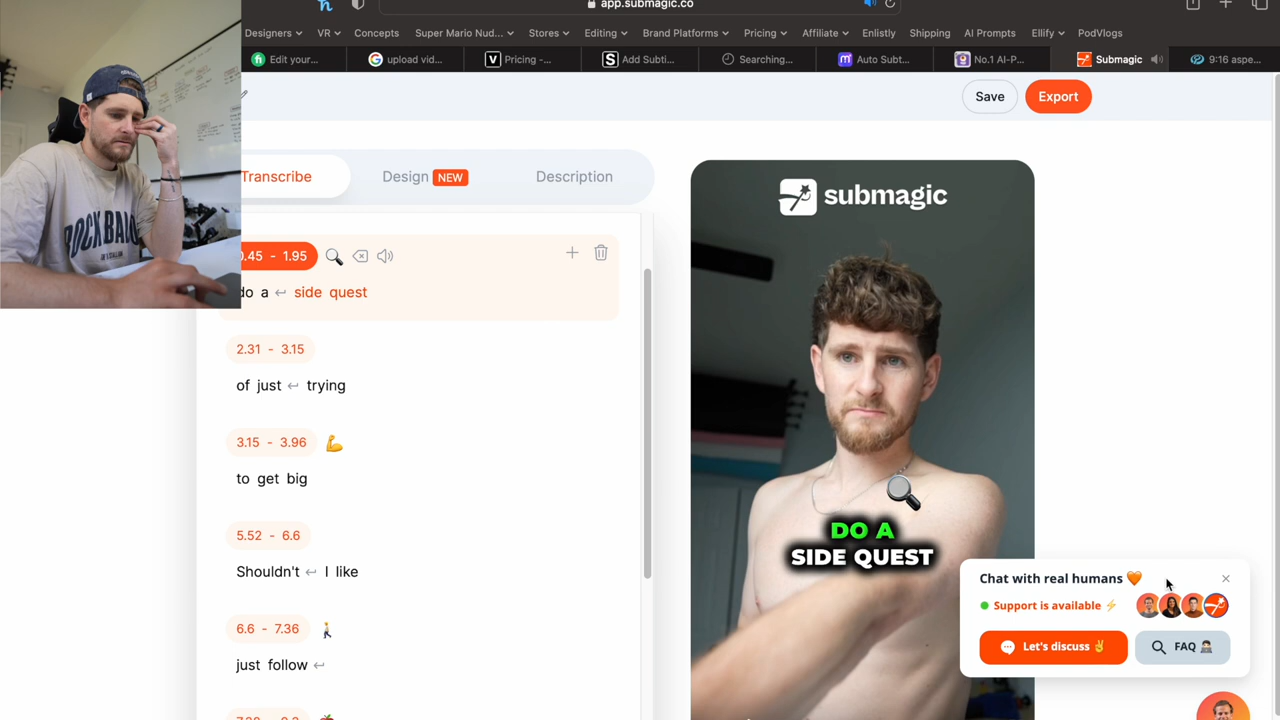 app.submagic.co
Designers VR Concepts Super Mario Nud... Stores Editing Brand Platforms Pricing Affiliate Enlistly Shipping AI Prompts Ellify PodVlogs
Edit your... upload vid... Pricing -... Add Subti... Searching... Auto Subt... No.1 AI-P... Submagic 9:16 aspe...
Save Export
Transcribe Design NEW Description
submagic
.45 - 1.95
do a ↩ side quest
2.31 - 3.15
of just ↩ trying
3.15 - 3.96
to get big
5.52 - 6.6
Shouldn't ↩ I like
6.6 - 7.36
just follow ↩
DO A
SIDE QUEST
Chat with real humans 🧡
Support is available ⚡
Let's discuss ✌
FAQ